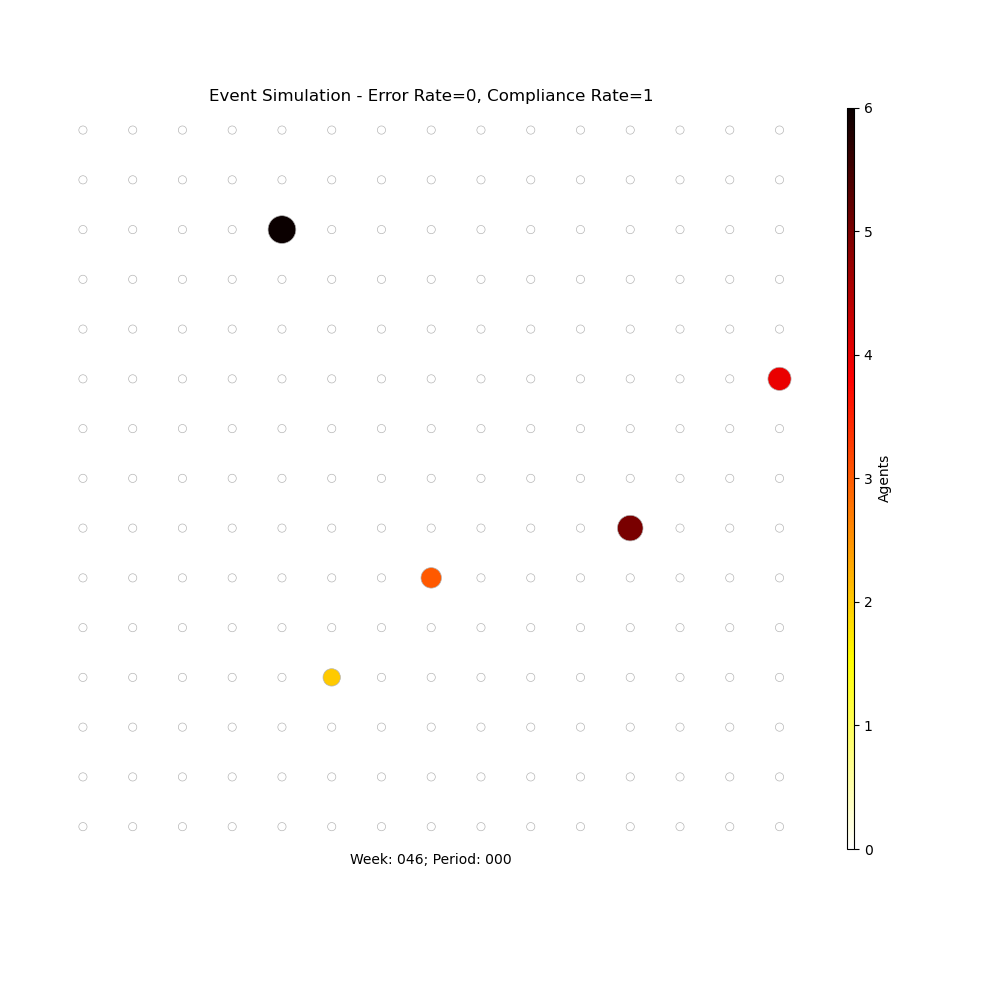 Event Simulation - Error Rate=0, Compliance Rate=1
6
5
4
3
2
1
0
Agents
Week: 046; Period: 000